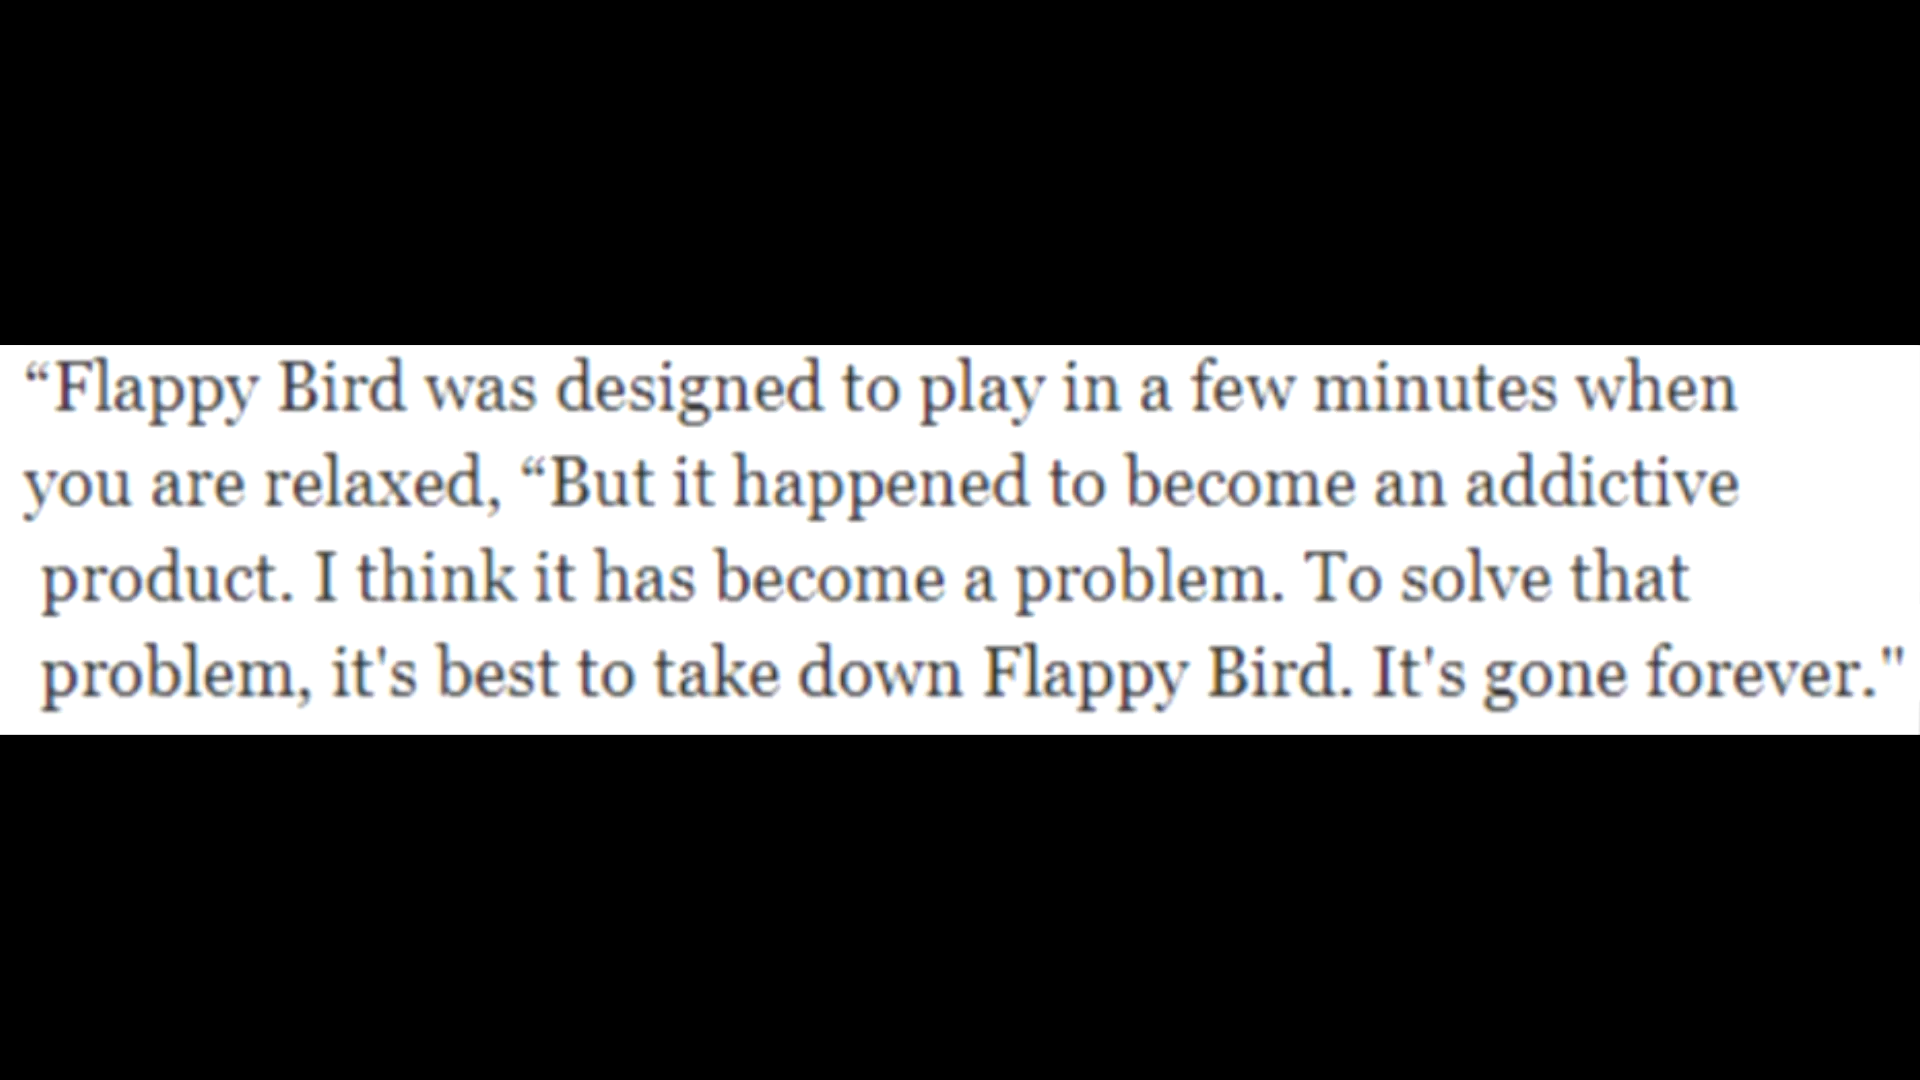 “Flappy Bird was designed to play in a few minutes when
you are relaxed, “But it happened to become an addictive
product. I think it has become a problem. To solve that
problem, it's best to take down Flappy Bird. It's gone forever."